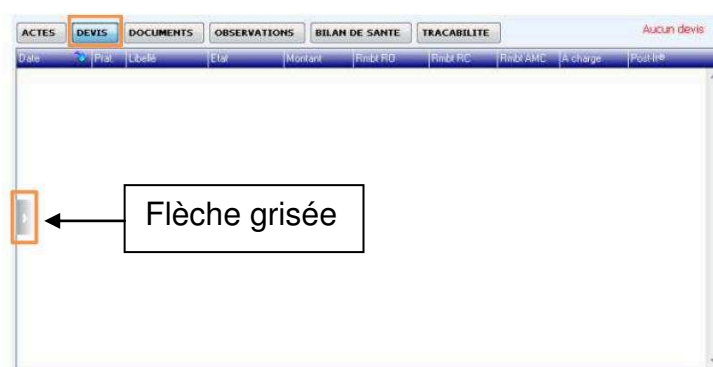 ACTES DEVIS DOCUMENTS OBSERVATIONS BILAN DE SANTE TRACABILITE Aucun devis
Date Prat. Libellé Etat Montant Rmbt RO Rmbt RC Rmbt AMC A charge Post-It®
Flèche grisée